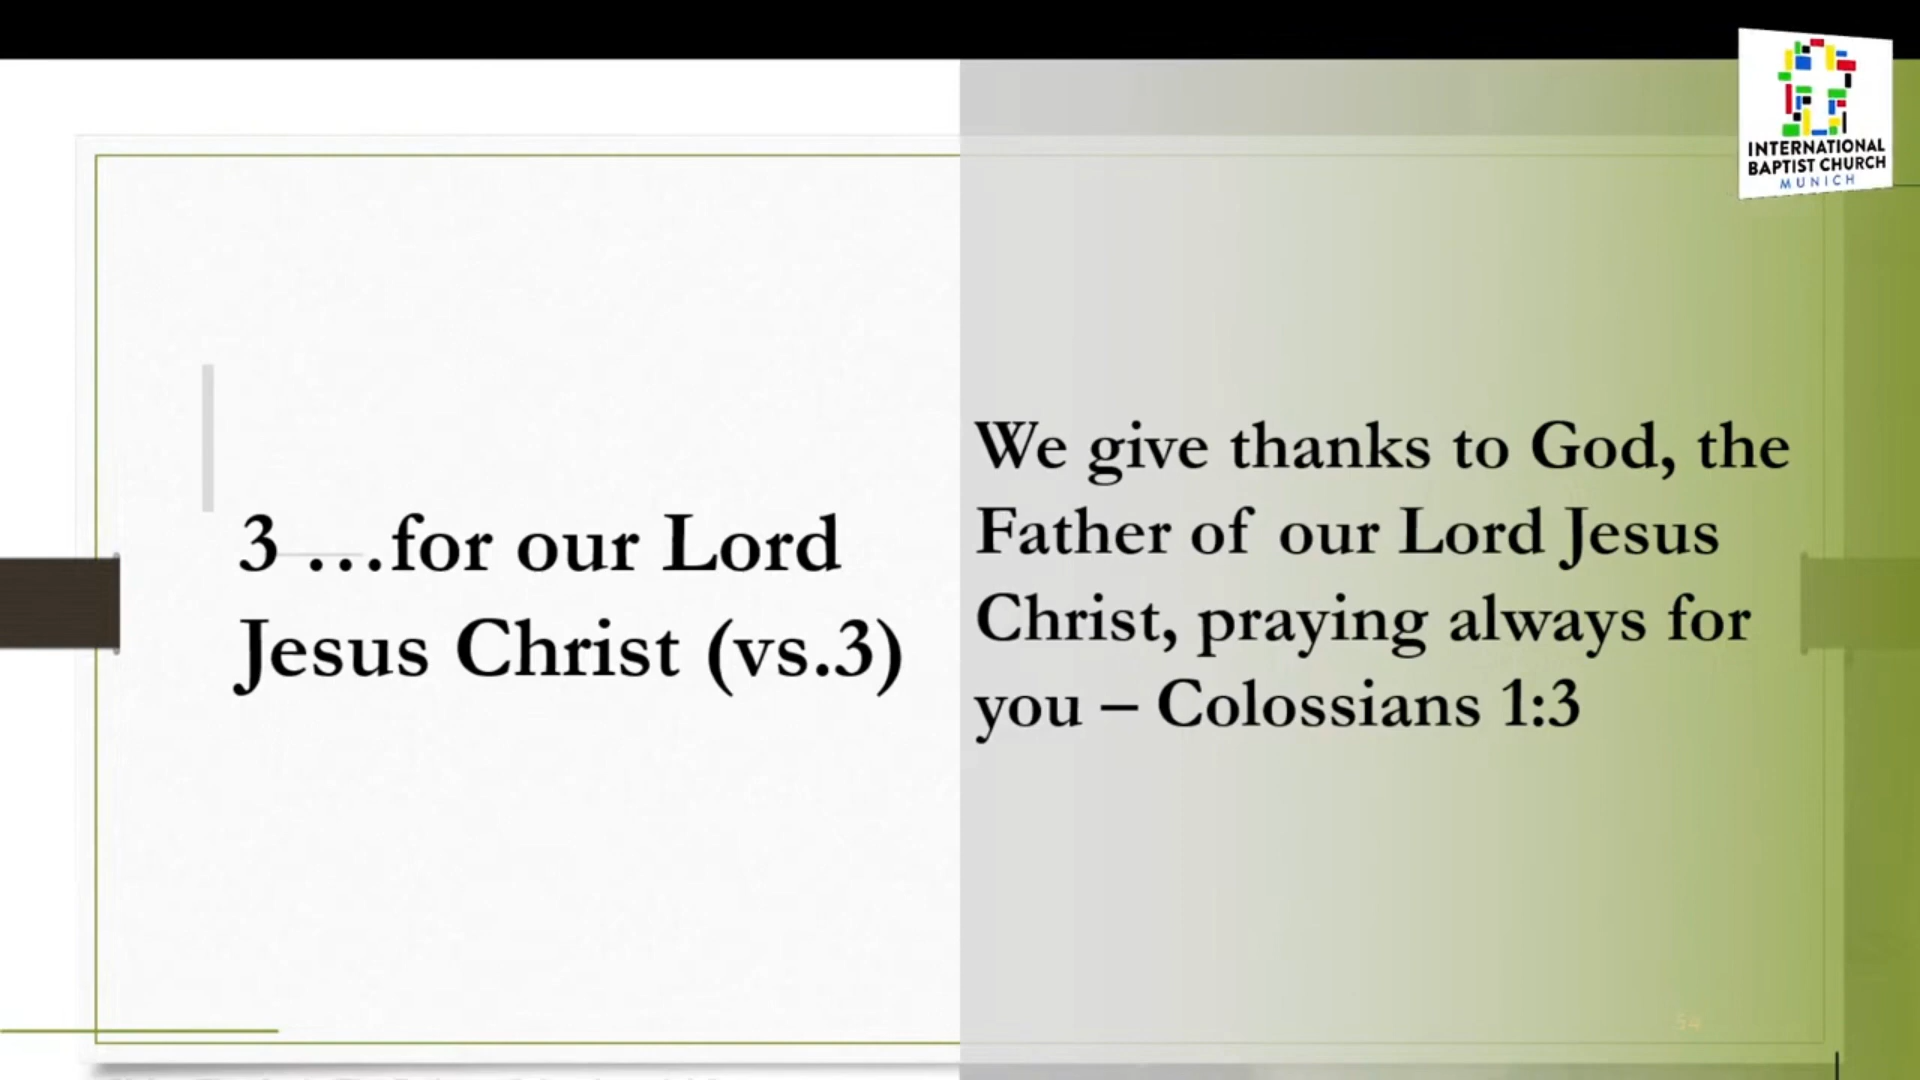 INTERNATIONAL
BAPTIST CHURCH
MUNICH
3 …for our Lord
Jesus Christ (vs.3)
We give thanks to God, the
Father of our Lord Jesus
Christ, praying always for
you – Colossians 1:3
54